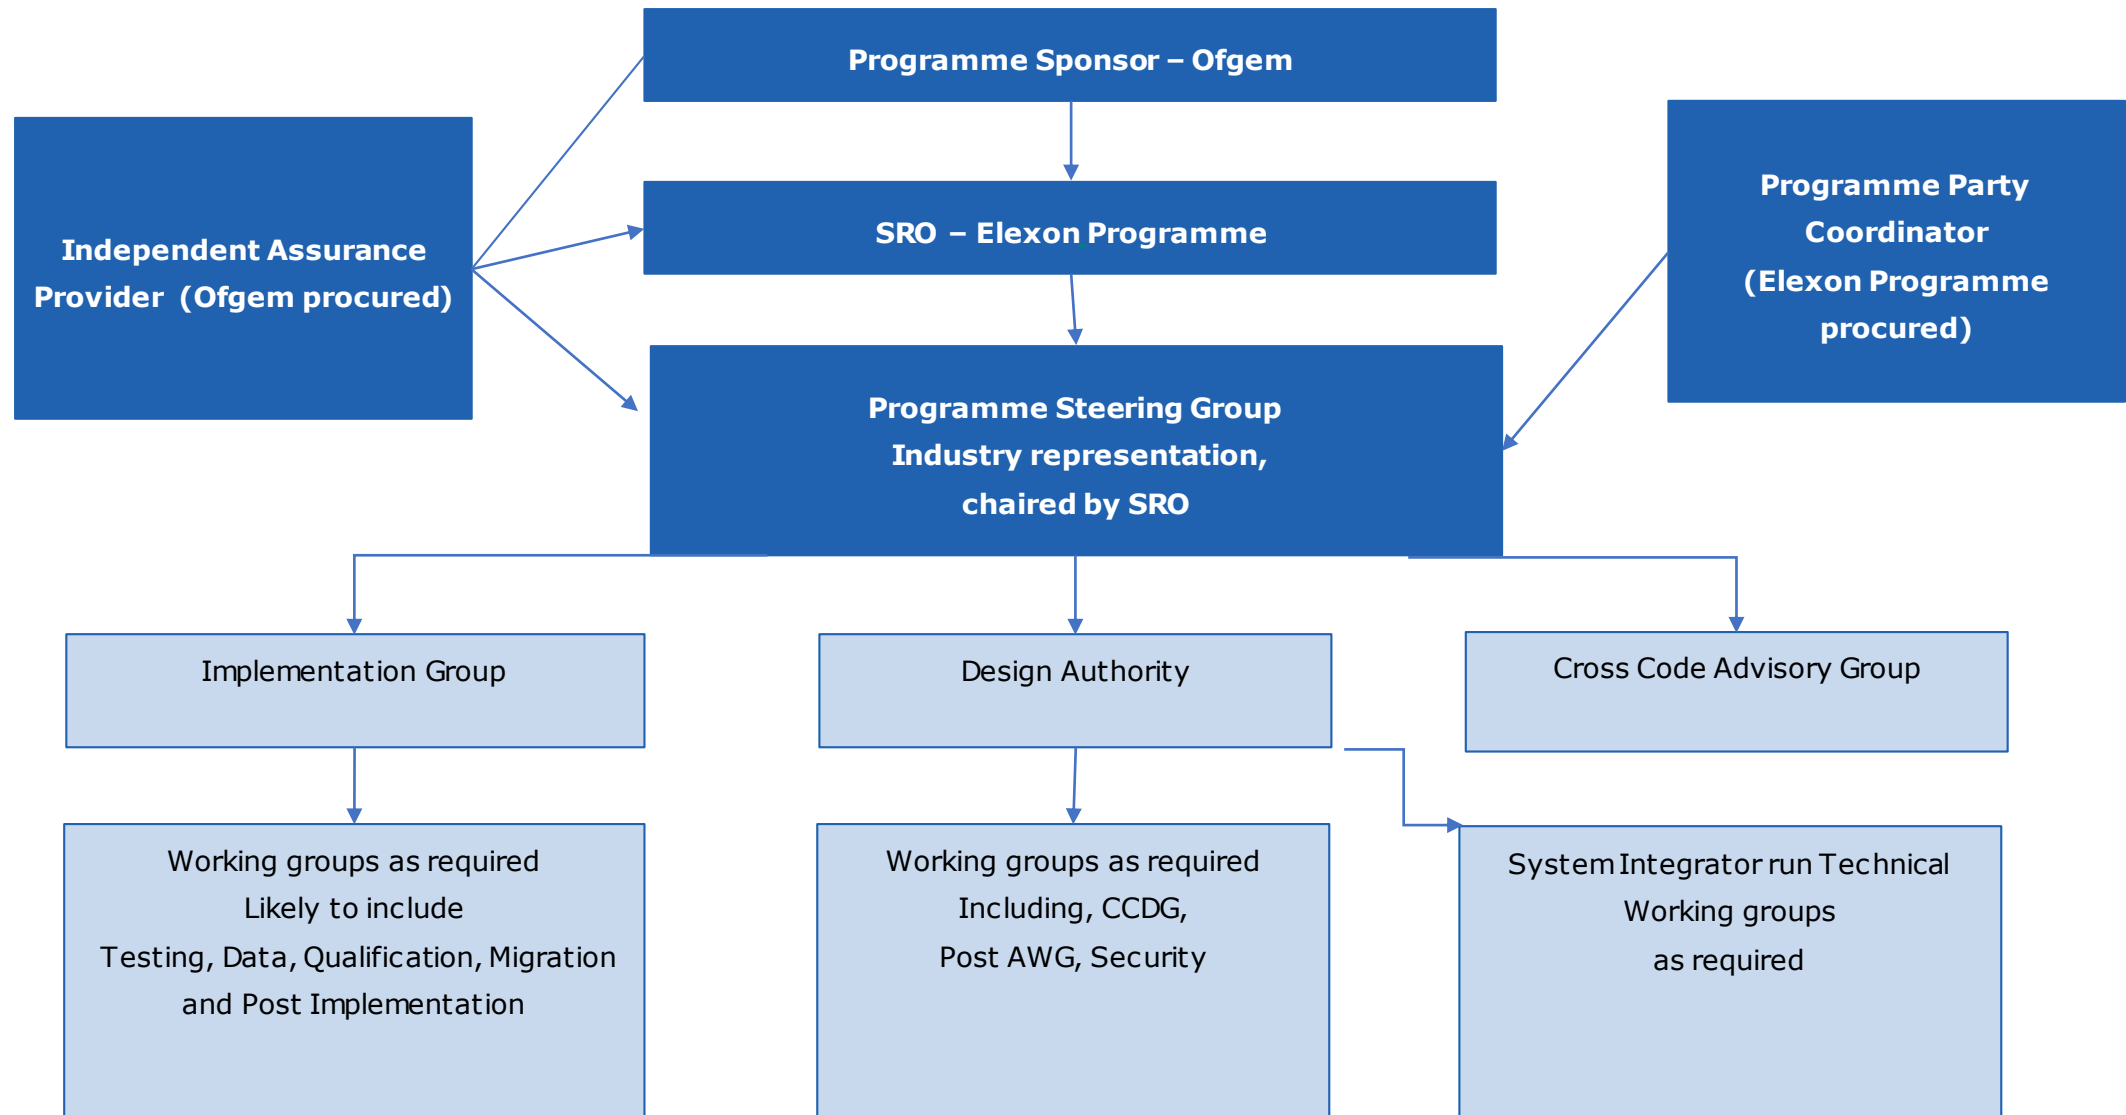 Programme Sponsor – Ofgem
Independent Assurance
Provider (Ofgem procured)
SRO – Elexon Programme
Programme Party
Coordinator
(Elexon Programme
procured)
Programme Steering Group
Industry representation,
chaired by SRO
Implementation Group
Design Authority
Cross Code Advisory Group
Working groups as required
Likely to include
Testing, Data, Qualification, Migration
and Post Implementation
Working groups as required
Including, CCDG,
Post AWG, Security
System Integrator run Technical
Working groups
as required